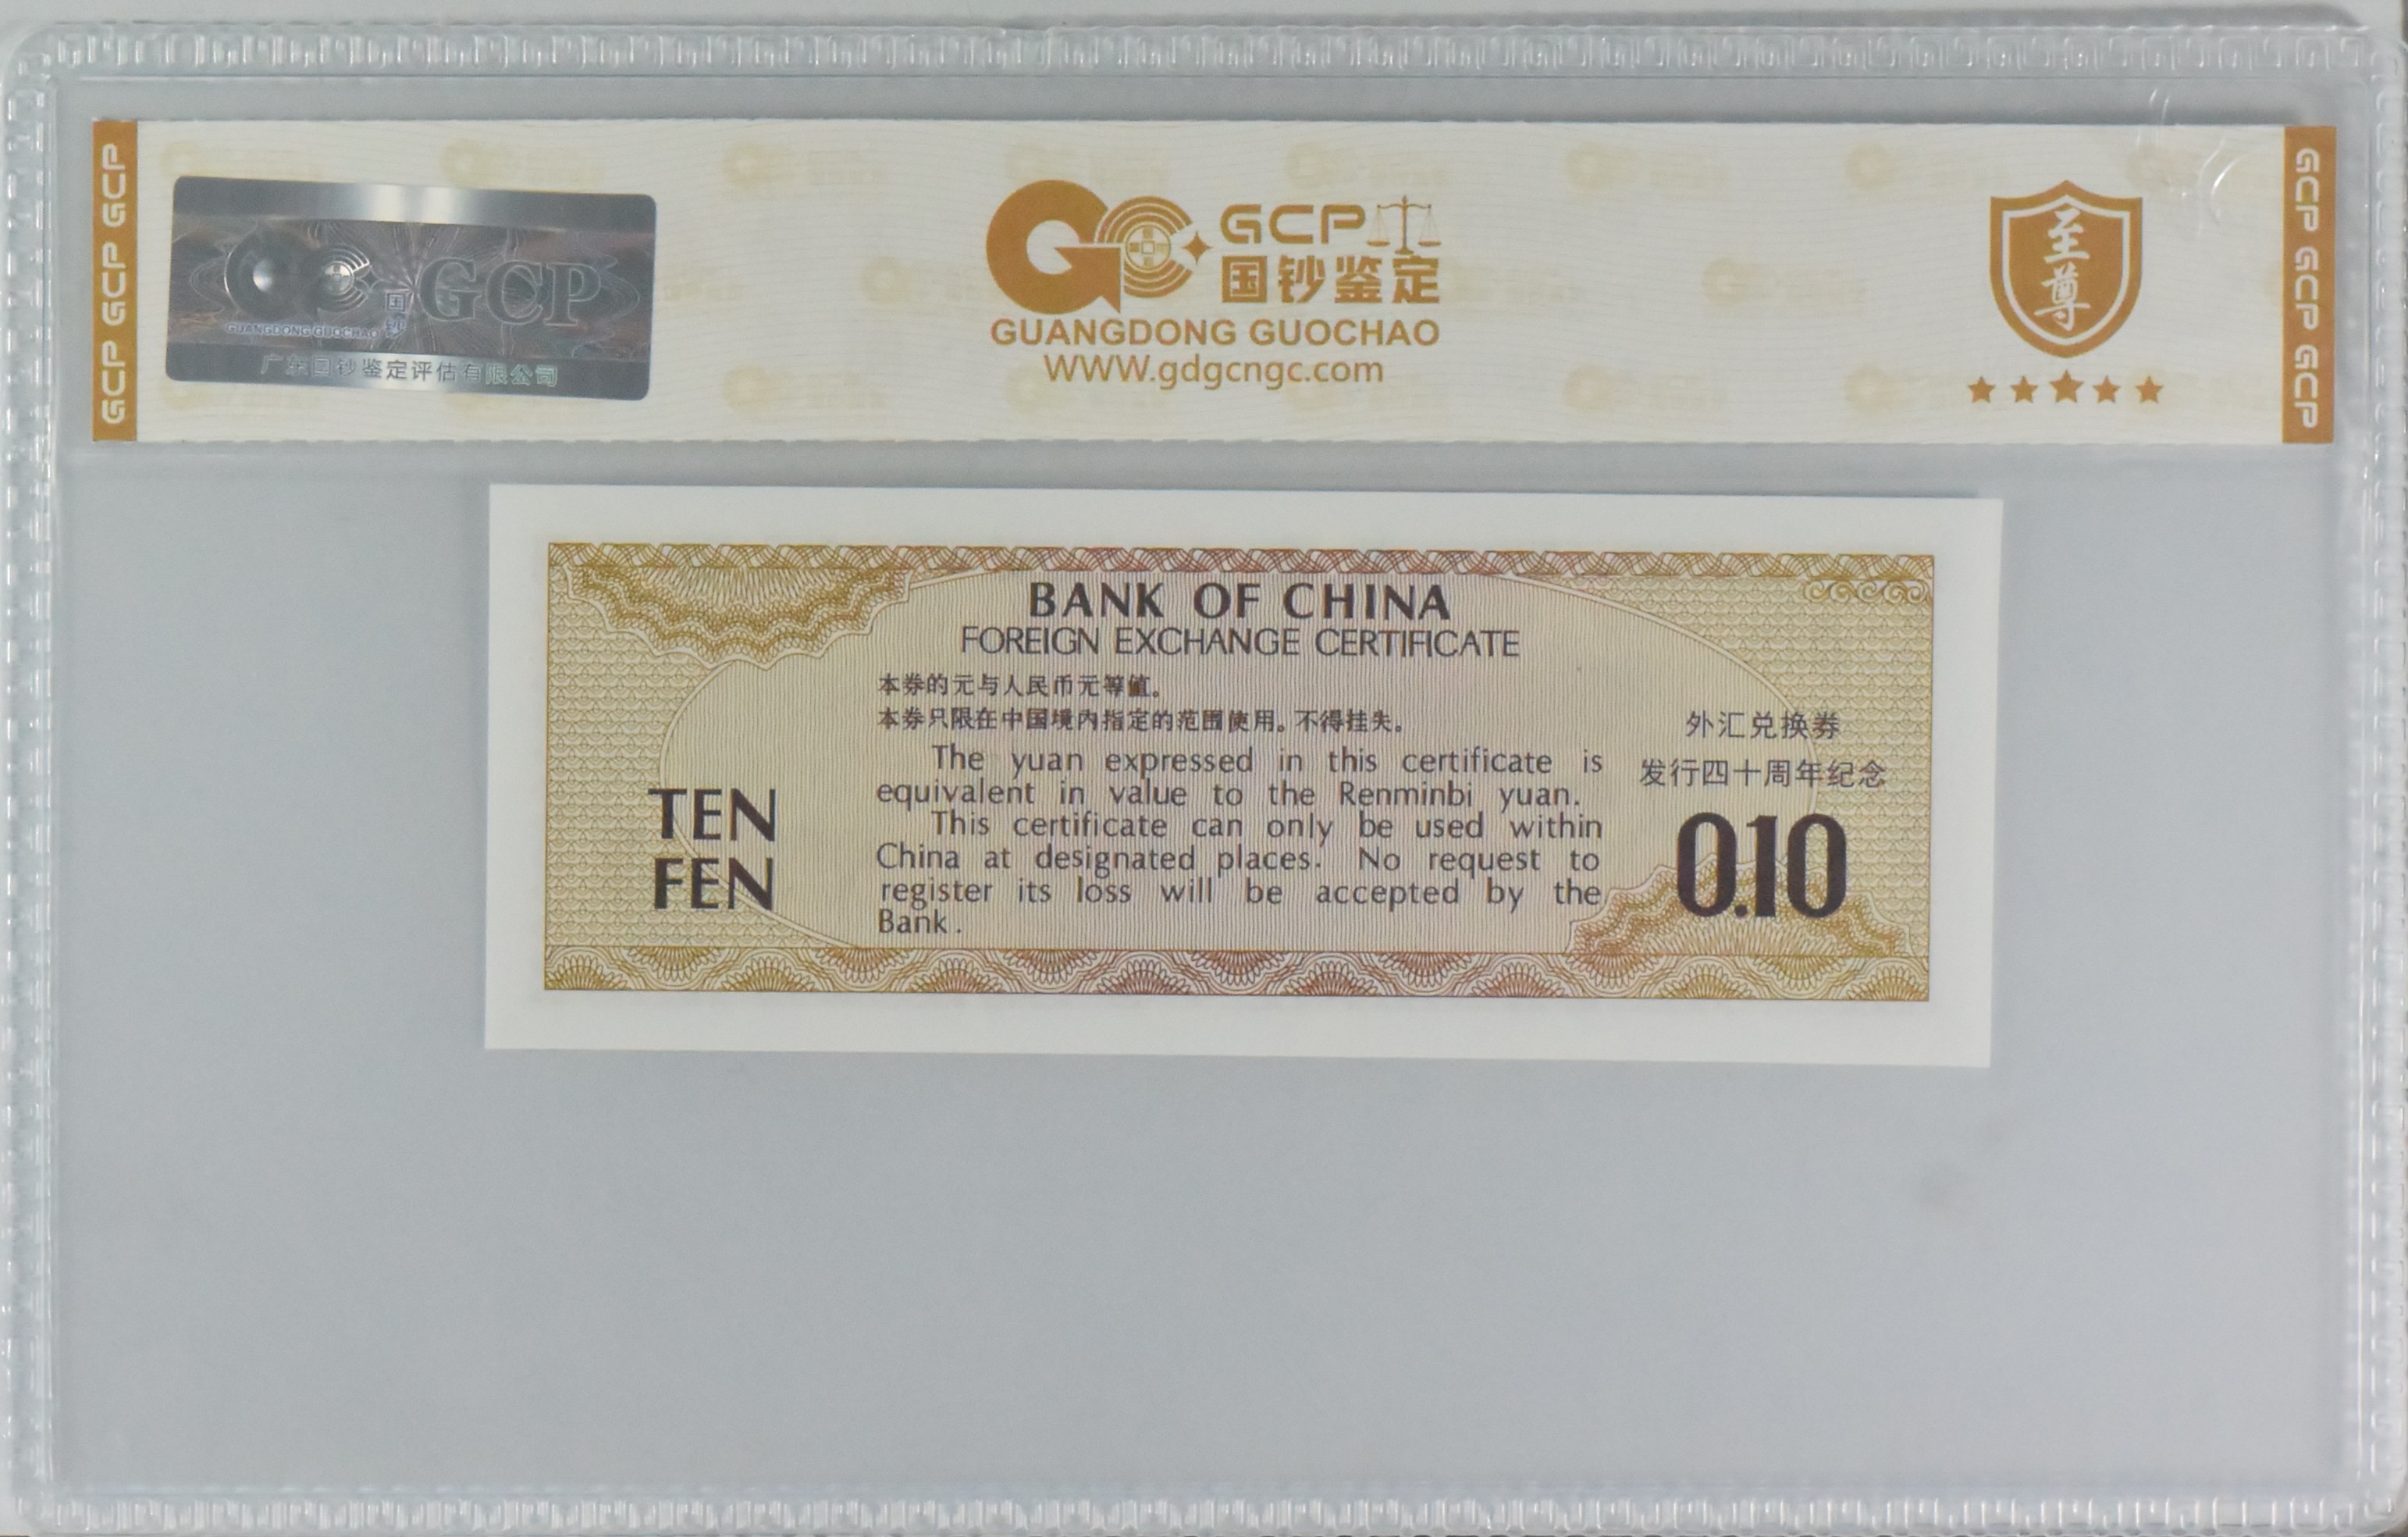 GCP GCP GCP
国钞 GCP
GUANGDONG GUOCHAO
广东国钞鉴定评估有限公司
GCP
国钞鉴定
GUANGDONG GUOCHAO
WWW.gdgcngc.com
至尊
GCP GCP GCP
BANK OF CHINA
FOREIGN EXCHANGE CERTIFICATE
本券的元与人民币元等值。
本券只限在中国境内指定的范围使用。不得挂失。
The yuan expressed in this certificate is
equivalent in value to the Renminbi yuan.
This certificate can only be used within
China at designated places. No request to
register its loss will be accepted by the
Bank.
TEN
FEN
外汇兑换券
发行四十周年纪念
0.10